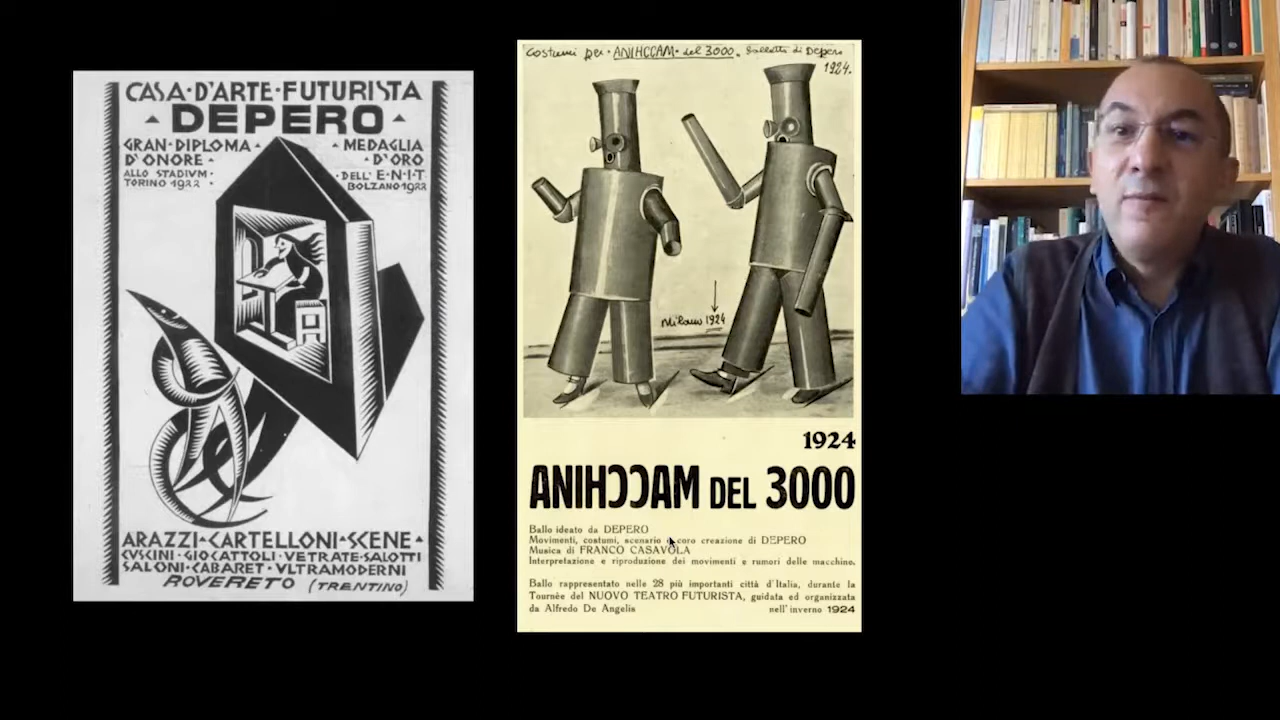 CASA·D'ARTE·FUTURISTA
DEPERO
GRAN·DIPLOMA
D'ONORE
ALLO STADIUM·
TORINO 1922
MEDAGLIA
D'ORO
DELL'E·N·I·T
BOLZANO 1922
ARAZZI·CARTELLONI·SCENE
CUSCINI·GIOCATTOLI·VETRATE·SALOTTI
SALONI·CABARET·VLTRAMODERNI
ROVERETO (TRENTINO)
Costumi per·ANIHCCAM·del 3000. Balletto di Depero
1924.
Milano 1924
1924
ANIHCCAM DEL 3000
Ballo ideato da DEPERO
Movimenti, costumi, scenario e coro creazione di DEPERO
Musica di FRANCO CASAVOLA
Interpretazione e riproduzione dei movimenti e rumori delle macchine.
Ballo rappresentato nelle 28 più importanti città d'Italia, durante la
Tournèe del NUOVO TEATRO FUTURISTA, guidata ed organizzata
da Alfredo De Angelis nell'inverno 1924